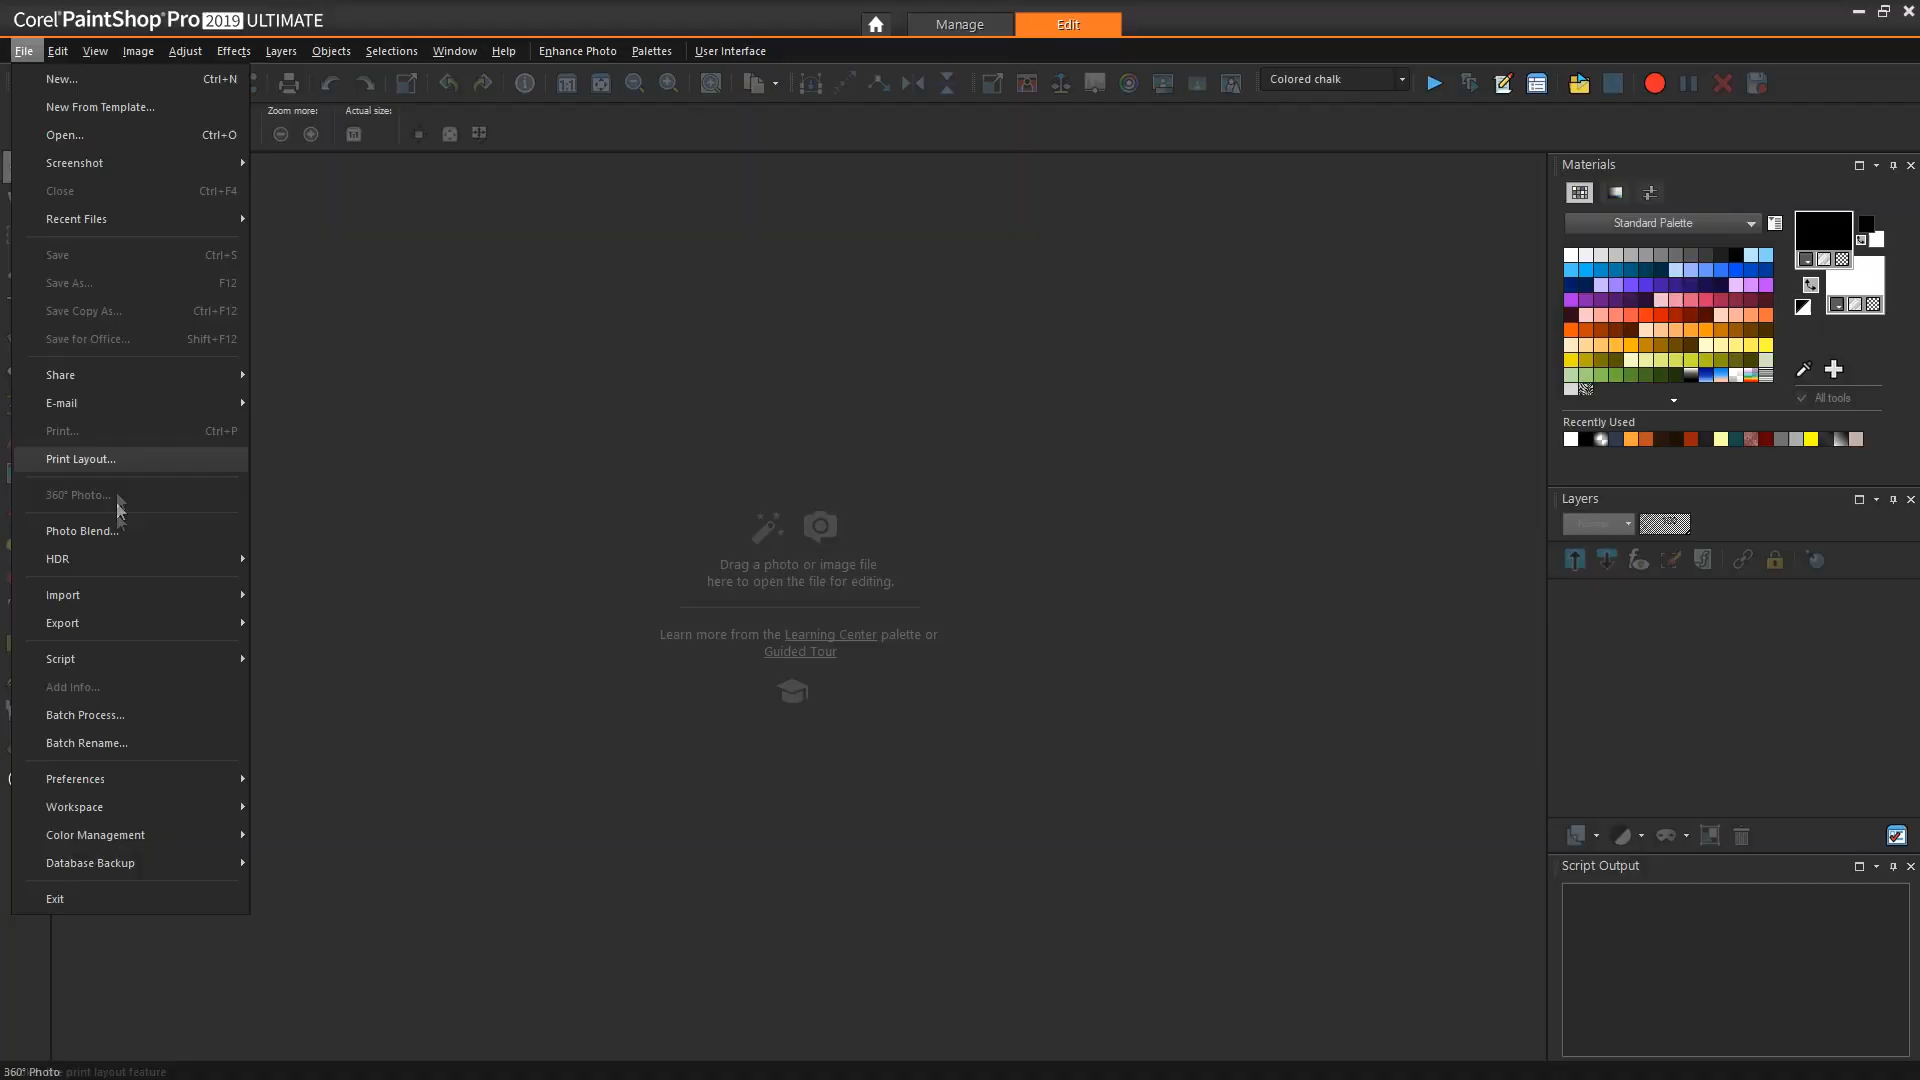 Corel PaintShop Pro 2019 ULTIMATE
Manage
Edit
File
Edit
View
Image
Adjust
Effects
Layers
Objects
Selections
Window
Help
Enhance Photo
Palettes
User Interface
New... Ctrl+N
New From Template...
Open... Ctrl+O
Screenshot
Close Ctrl+F4
Recent Files
Save Ctrl+S
Save As... F12
Save Copy As... Ctrl+F12
Save for Office... Shift+F12
Share
E-mail
Print... Ctrl+P
Print Layout...
360° Photo...
Photo Blend...
HDR
Import
Export
Script
Add Info...
Batch Process...
Batch Rename...
Preferences
Workspace
Color Management
Database Backup
Exit
Colored chalk
Zoom more:
Actual size:
Drag a photo or image file
here to open the file for editing.
Learn more from the Learning Center palette or
Guided Tour
Materials
Standard Palette
All tools
Recently Used
Layers
Normal
Script Output
360° Photo print layout feature